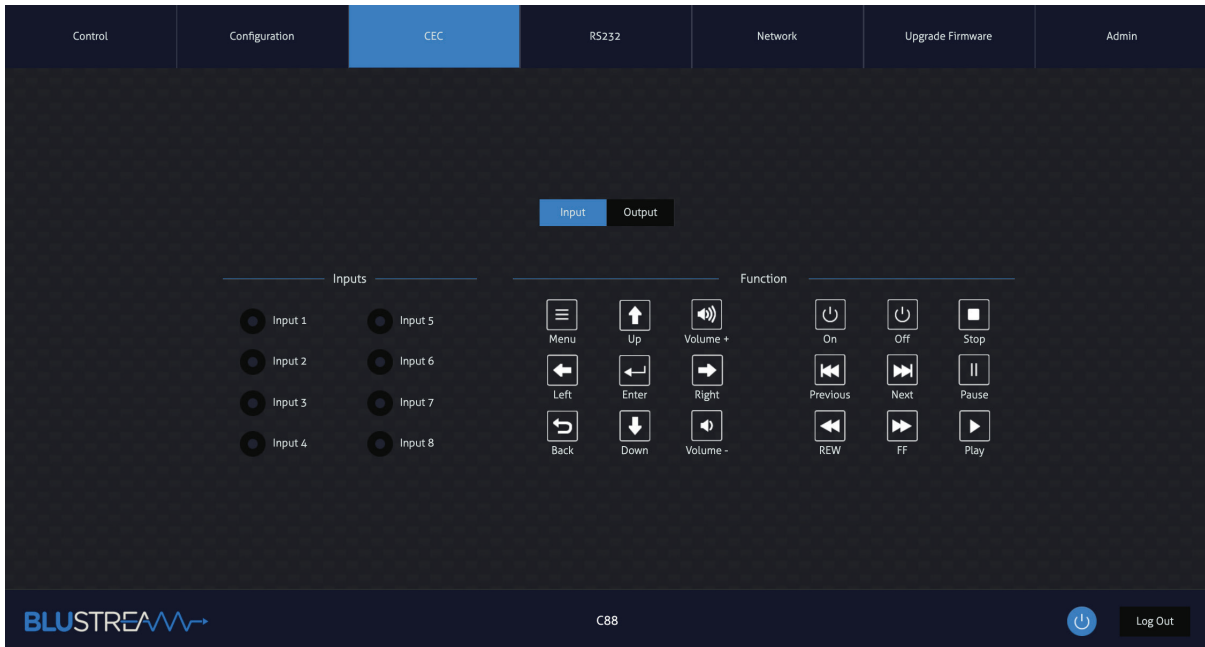 Control Configuration CEC RS232 Network Upgrade Firmware Admin
Input Output
Inputs Function
Input 1 Input 5
Input 2 Input 6
Input 3 Input 7
Input 4 Input 8
Menu Up Volume + On Off Stop
Left Enter Right Previous Next Pause
Back Down Volume - REW FF Play
BLUSTREAM C88 Log Out